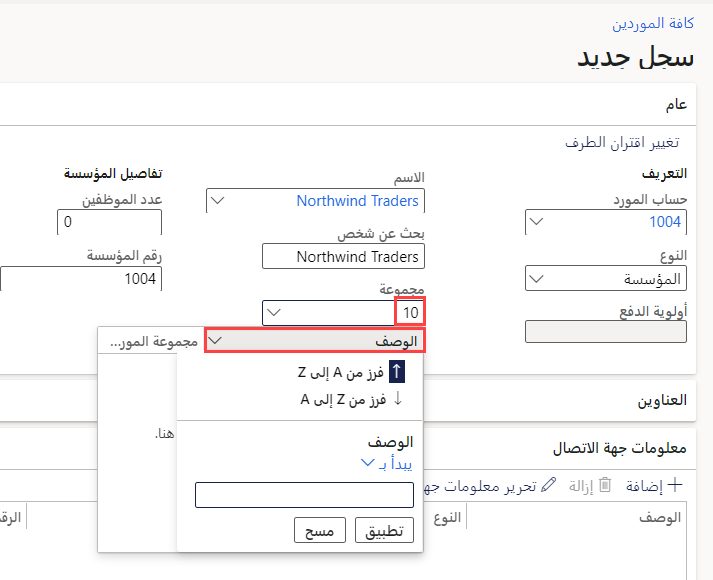 كافة الموردين
سجل جديد
عام
تغيير اقتران الطرف
التعريف
حساب المورد
1004
النوع
المؤسسة
أولوية الدفع
الاسم
Northwind Traders
بحث عن شخص
Northwind Traders
مجموعة
10
تفاصيل المؤسسة
عدد الموظفين
0
رقم المؤسسة
1004
الوصف
مجموعة المور...
فرز من A إلى Z
فرز من Z إلى A
هنا.
الوصف
يبدأ بـ
تطبيق
مسح
العناوين
معلومات جهة الاتصال
إضافة
إزالة
تحرير معلومات جه
الوصف
النوع
الرق